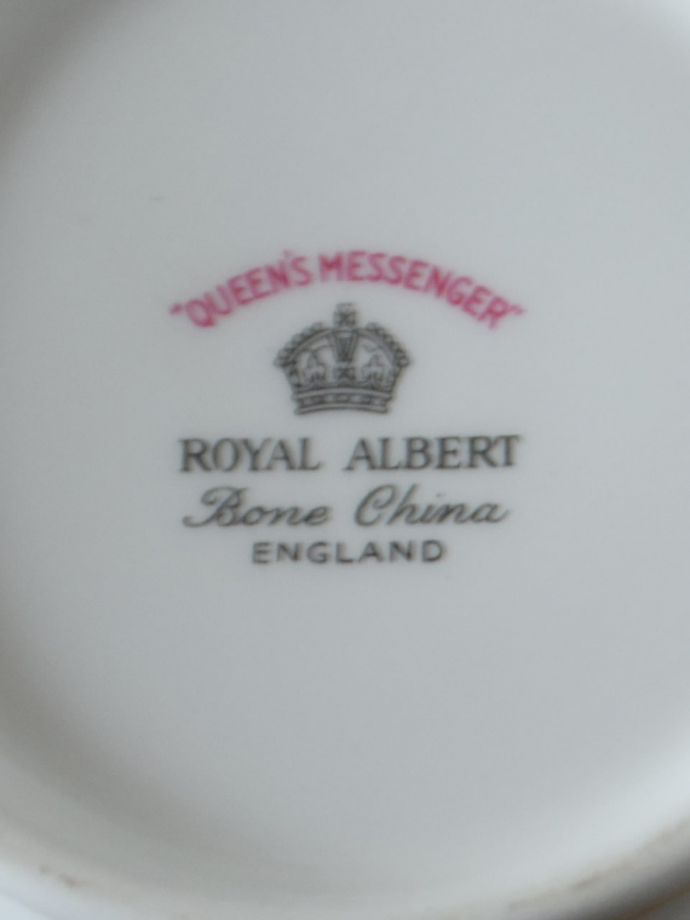 "QUEEN'S MESSENGER"
ROYAL ALBERT
Bone China
ENGLAND